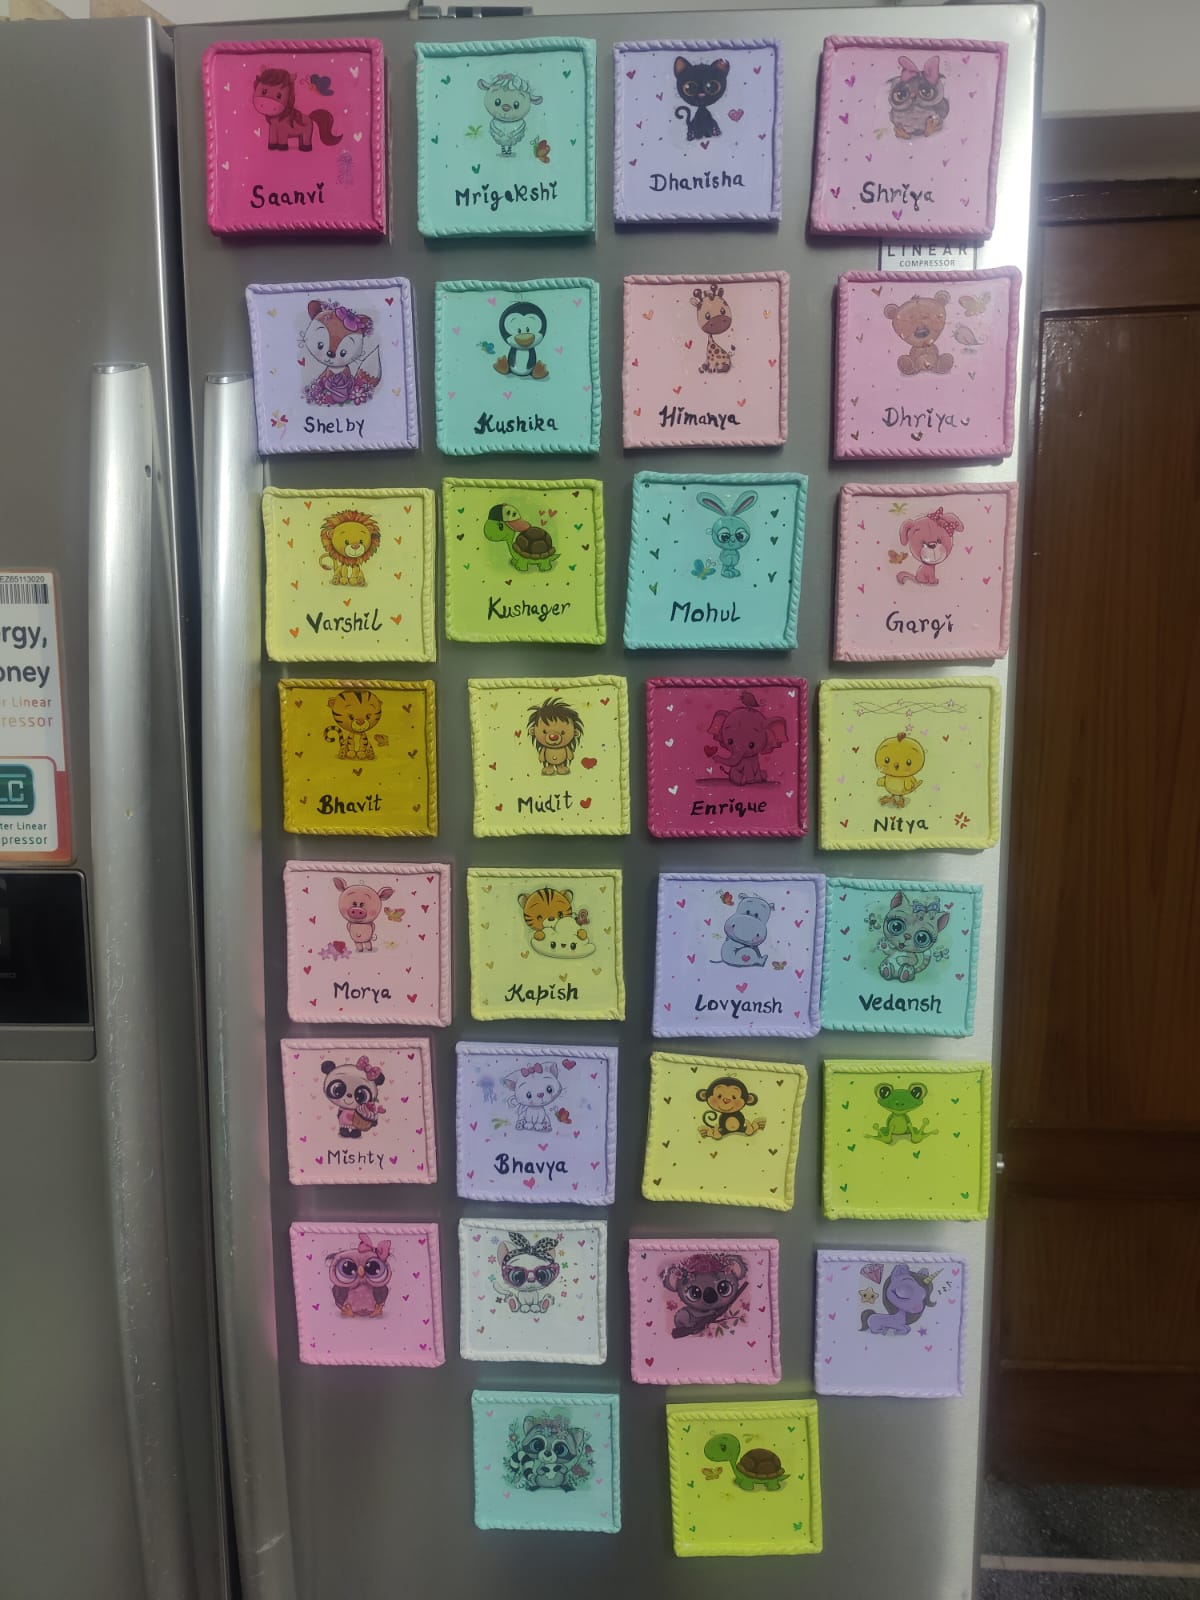 Saanvi
Mrigakshi
Dhanisha
Shriya
LINEAR
COMPRESSOR
Shelby
Kushika
Himanya
Dhriya
Varshil
Kushager
Mohul
Gargi
EZ65113020
rgy,
oney
r Linear
ressor
Bhavit
Mudit
Enrique
Nitya
ter Linear
pressor
Morya
Kapish
Lovyansh
Vedansh
Mishty
Bhavya